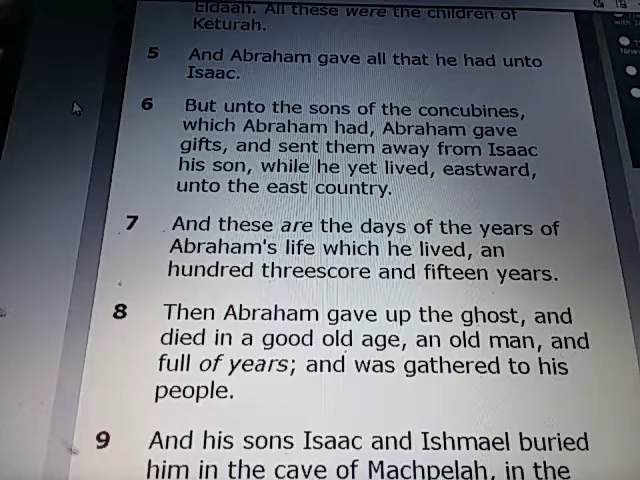 Eldaah. All these were the children of
Keturah.
5 And Abraham gave all that he had unto
Isaac.
6 But unto the sons of the concubines,
which Abraham had, Abraham gave
gifts, and sent them away from Isaac
his son, while he yet lived, eastward,
unto the east country.
7 And these are the days of the years of
Abraham's life which he lived, an
hundred threescore and fifteen years.
8 Then Abraham gave up the ghost, and
died in a good old age, an old man, and
full of years; and was gathered to his
people.
9 And his sons Isaac and Ishmael buried
him in the cave of Machpelah, in the